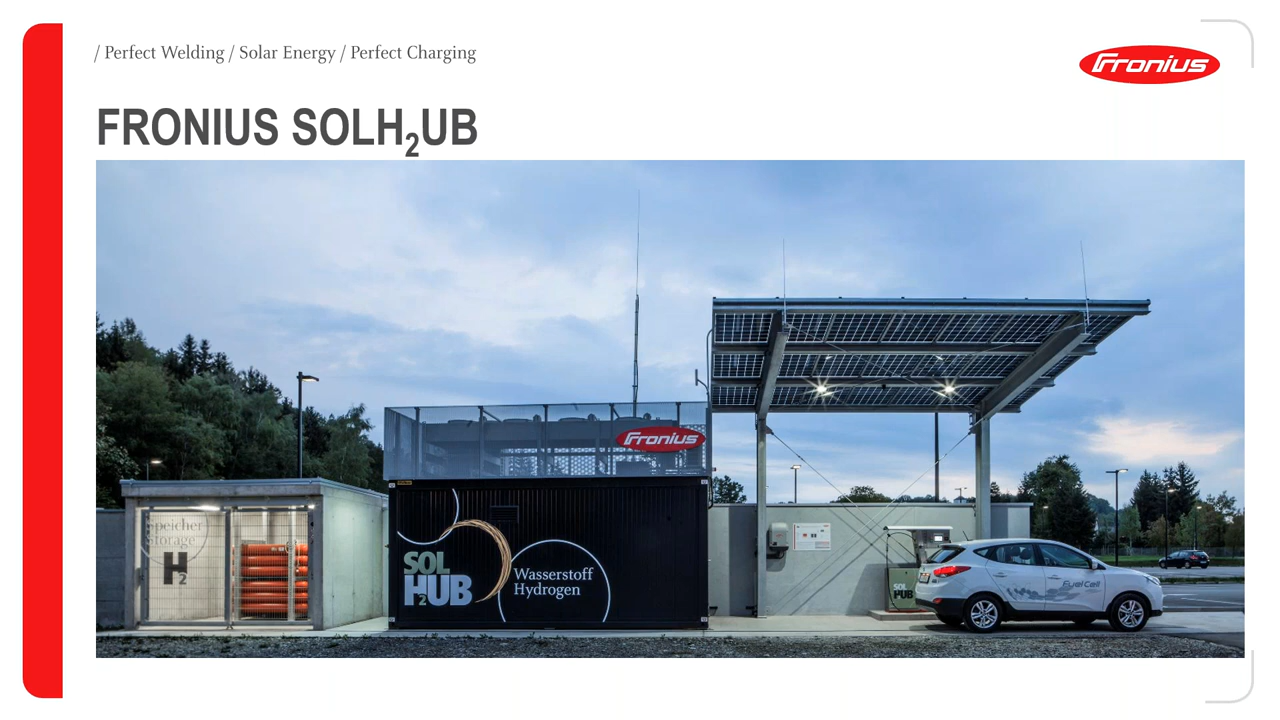 / Perfect Welding / Solar Energy / Perfect Charging
Fronius
FRONIUS SOLH₂UB
Fronius
Speicher
Storage
H₂
SOL
H₂UB
Wasserstoff
Hydrogen
SOL
HUB
Fuel Cell